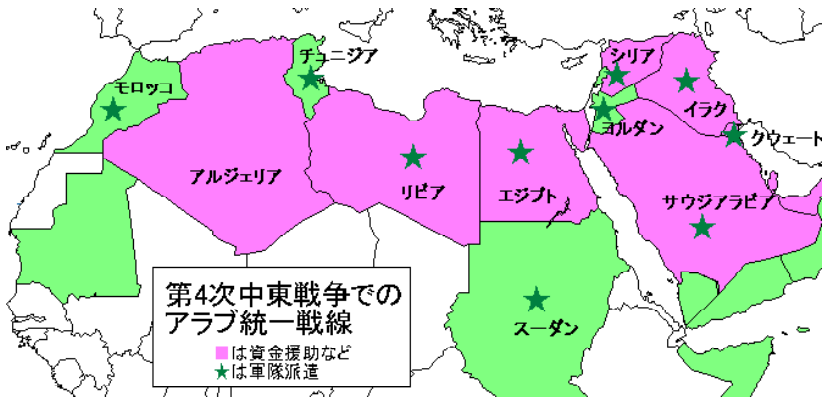 チュニジア
シリア
モロッコ
イラク
ヨルダン
クウェート
アルジェリア
リビア
エジプト
サウジアラビア
スーダン
第4次中東戦争での
アラブ統一戦線
■は資金援助など
★は軍隊派遣